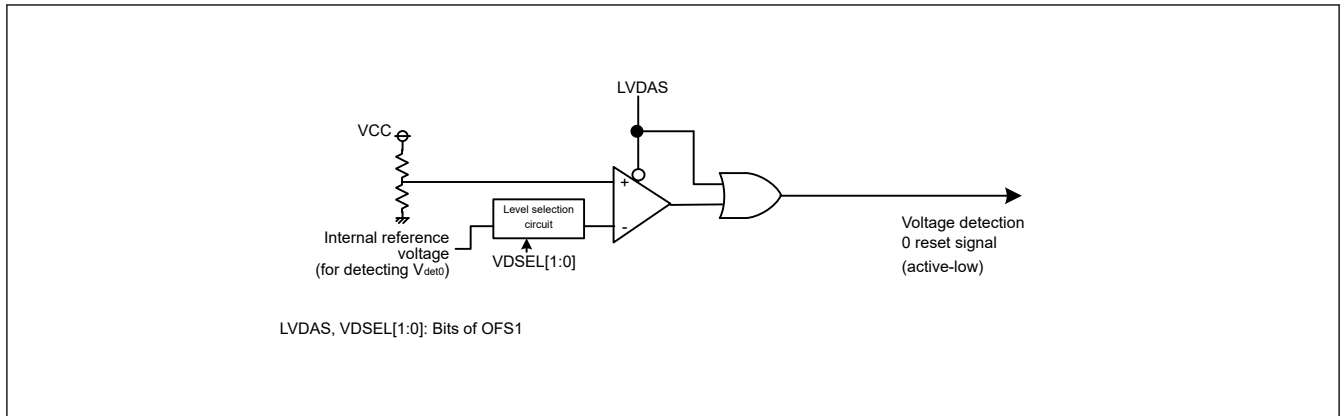 LVDAS
VCC
+
Level selection
circuit
-
Internal reference
voltage
(for detecting Vdet0)
VDSEL[1:0]
Voltage detection
0 reset signal
(active-low)
LVDAS, VDSEL[1:0]: Bits of OFS1